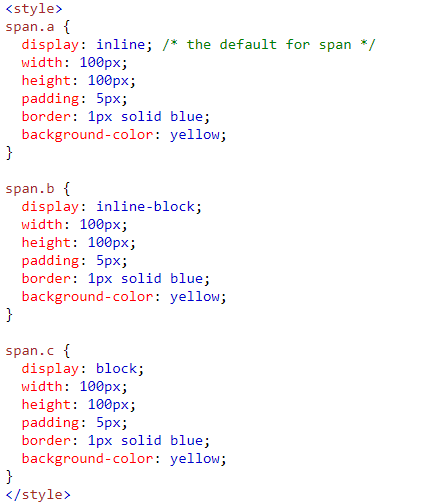 <style>
span.a {
  display: inline; /* the default for span */
  width: 100px;
  height: 100px;
  padding: 5px;
  border: 1px solid blue;
  background-color: yellow;
}

span.b {
  display: inline-block;
  width: 100px;
  height: 100px;
  padding: 5px;
  border: 1px solid blue;
  background-color: yellow;
}

span.c {
  display: block;
  width: 100px;
  height: 100px;
  padding: 5px;
  border: 1px solid blue;
  background-color: yellow;
}
</style>